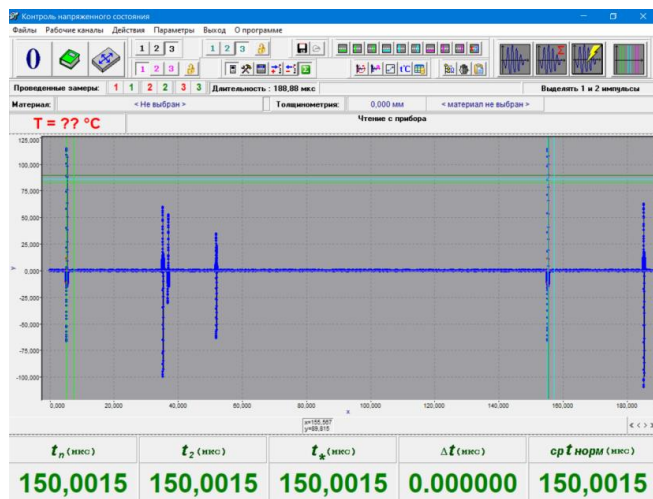 Контроль напряженного состояния
Файлы Рабочие каналы Действия Параметры Выход О программе
0 1 2 3 1 2 3
1 2 3 t°C
Проведенные замеры: 1 1 2 2 3 3 Длительность : 188,88 мкс Выделять 1 и 2 импульсы
Материал: < Не выбран > Толщинометрия: 0,000 мм < материал не выбран >
T = ?? °C Чтение с прибора
125,000
100,000
75,000
50,000
25,000
0,000
-25,000
-50,000
-75,000
-100,000
Y
0,000 20,000 40,000 60,000 80,000 100,000 120,000 140,000 160,000 180,000
X
x=155,567
y=89,815
tn (мкс) t2 (мкс) t* (мкс) Δt (мкс) ср t норм (мкс)
150,0015 150,0015 150,0015 0.000000 150,0015